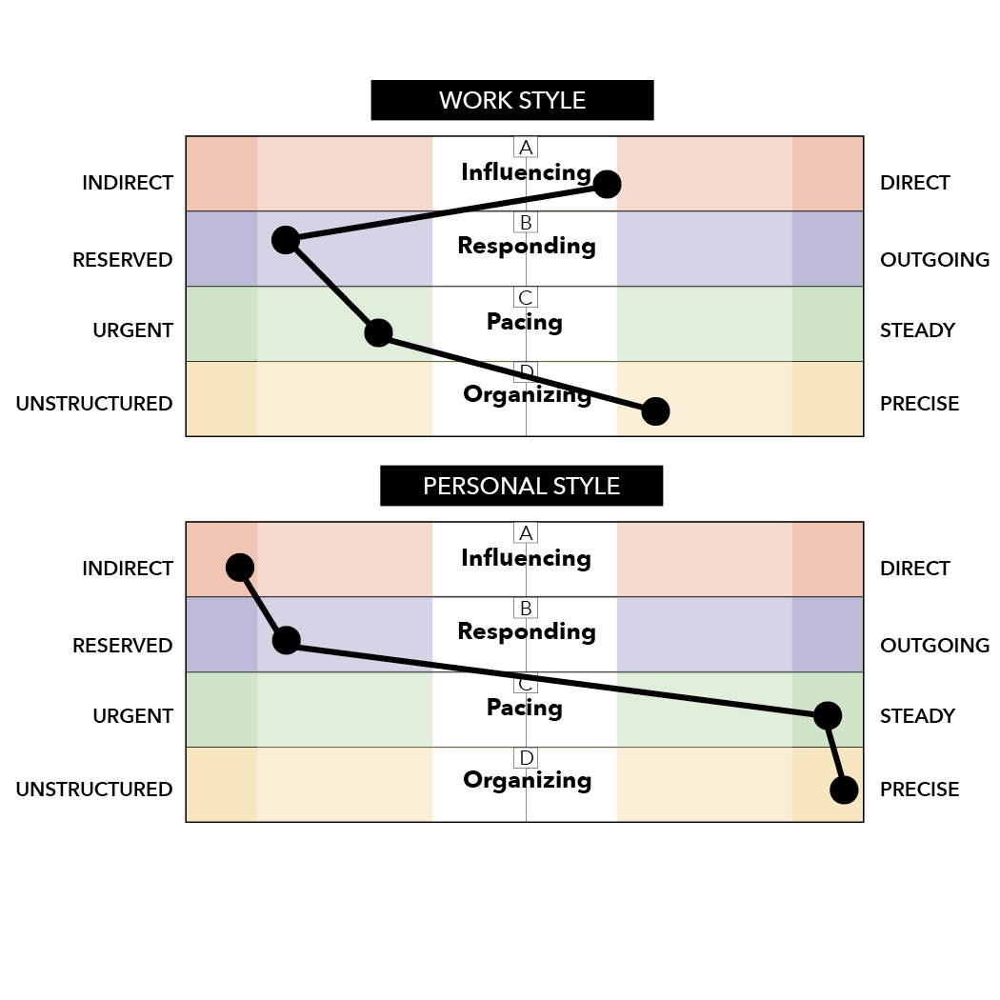 WORK STYLE
A
INDIRECT Influencing DIRECT
B
RESERVED Responding OUTGOING
C
URGENT Pacing STEADY
D
UNSTRUCTURED Organizing PRECISE
PERSONAL STYLE
A
INDIRECT Influencing DIRECT
B
RESERVED Responding OUTGOING
C
URGENT Pacing STEADY
D
UNSTRUCTURED Organizing PRECISE